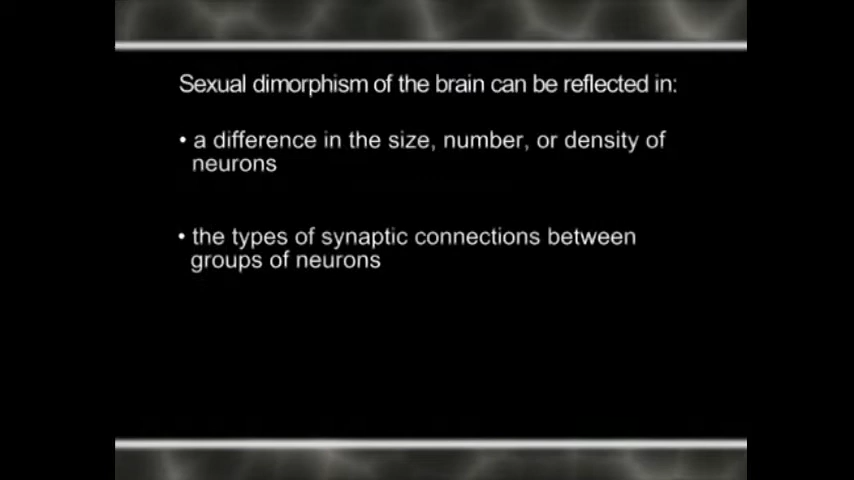 Sexual dimorphism of the brain can be reflected in:
• a difference in the size, number, or density of
neurons
• the types of synaptic connections between
groups of neurons